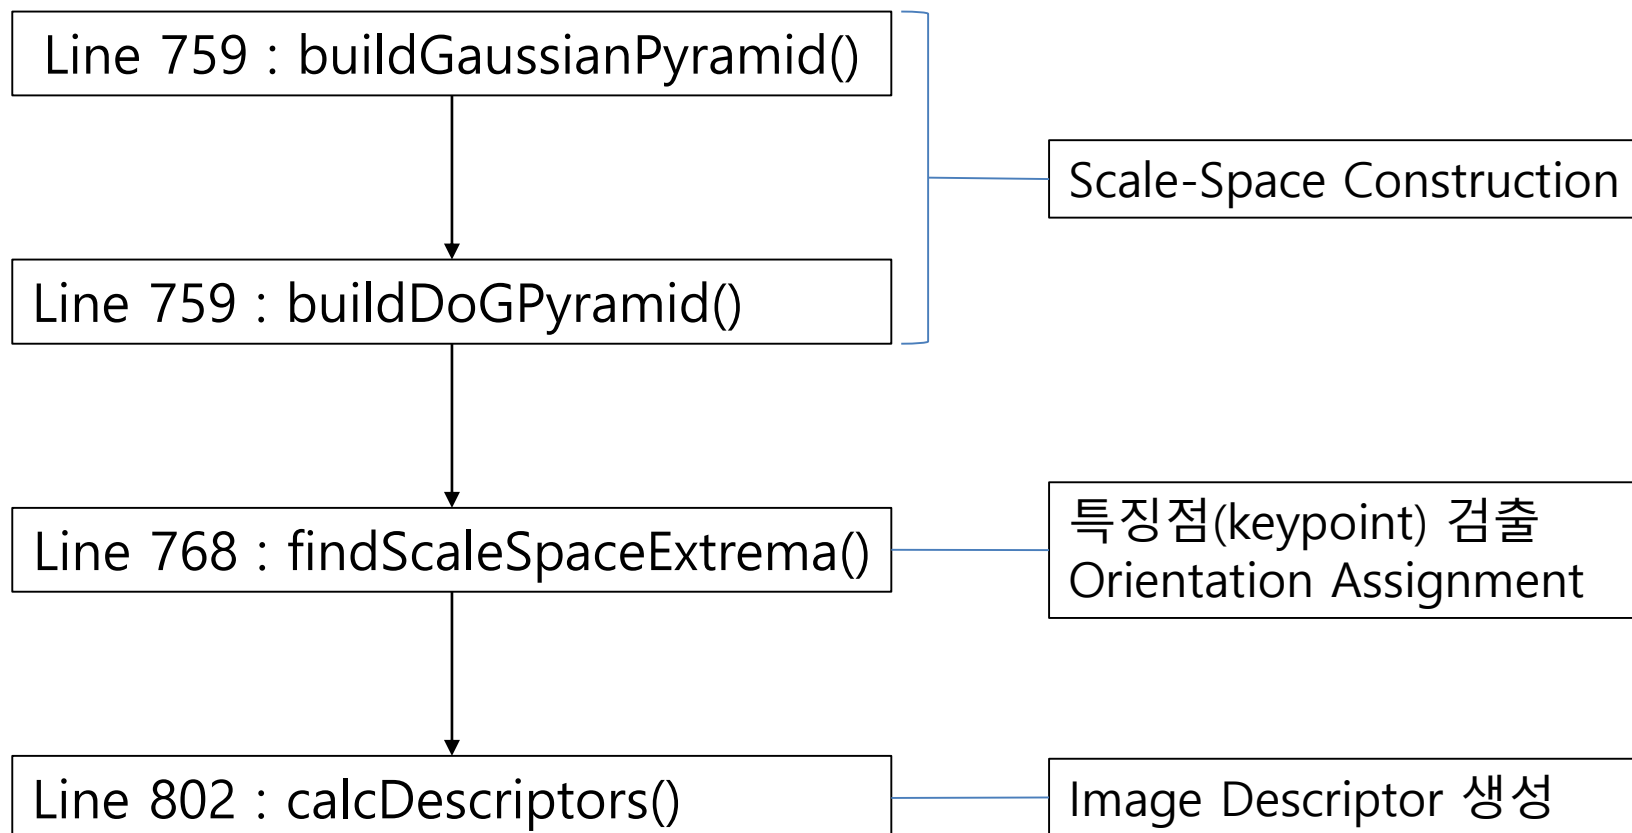 Line 759 : buildGaussianPyramid()
Scale-Space Construction
Line 759 : buildDoGPyramid()
Line 768 : findScaleSpaceExtrema()
특징점(keypoint) 검출
Orientation Assignment
Line 802 : calcDescriptors()
Image Descriptor 생성